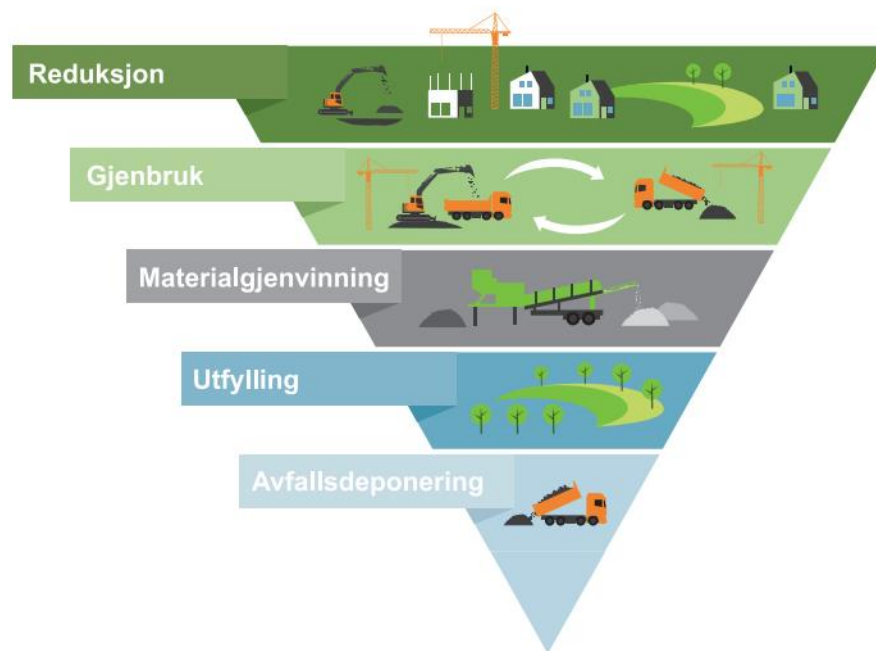 Reduksjon
Gjenbruk
Materialgjenvinning
Utfylling
Avfallsdeponering